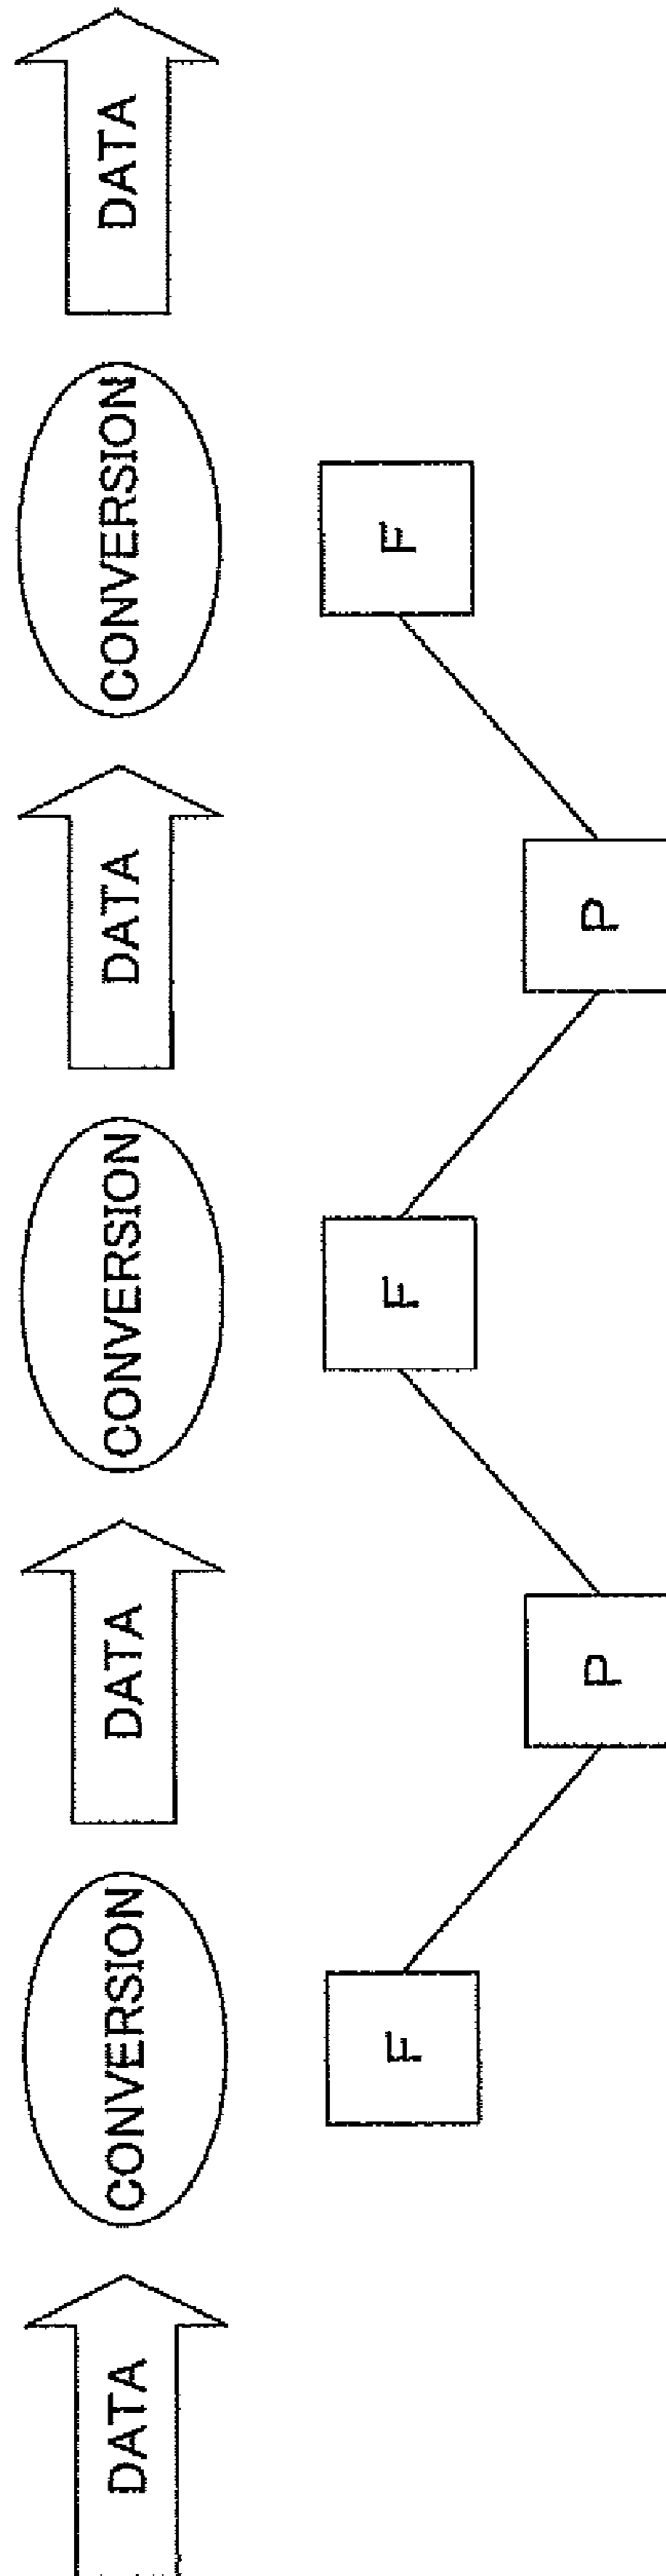 DATA
CONVERSION
DATA
CONVERSION
DATA
CONVERSION
DATA
F
P
F
P
F